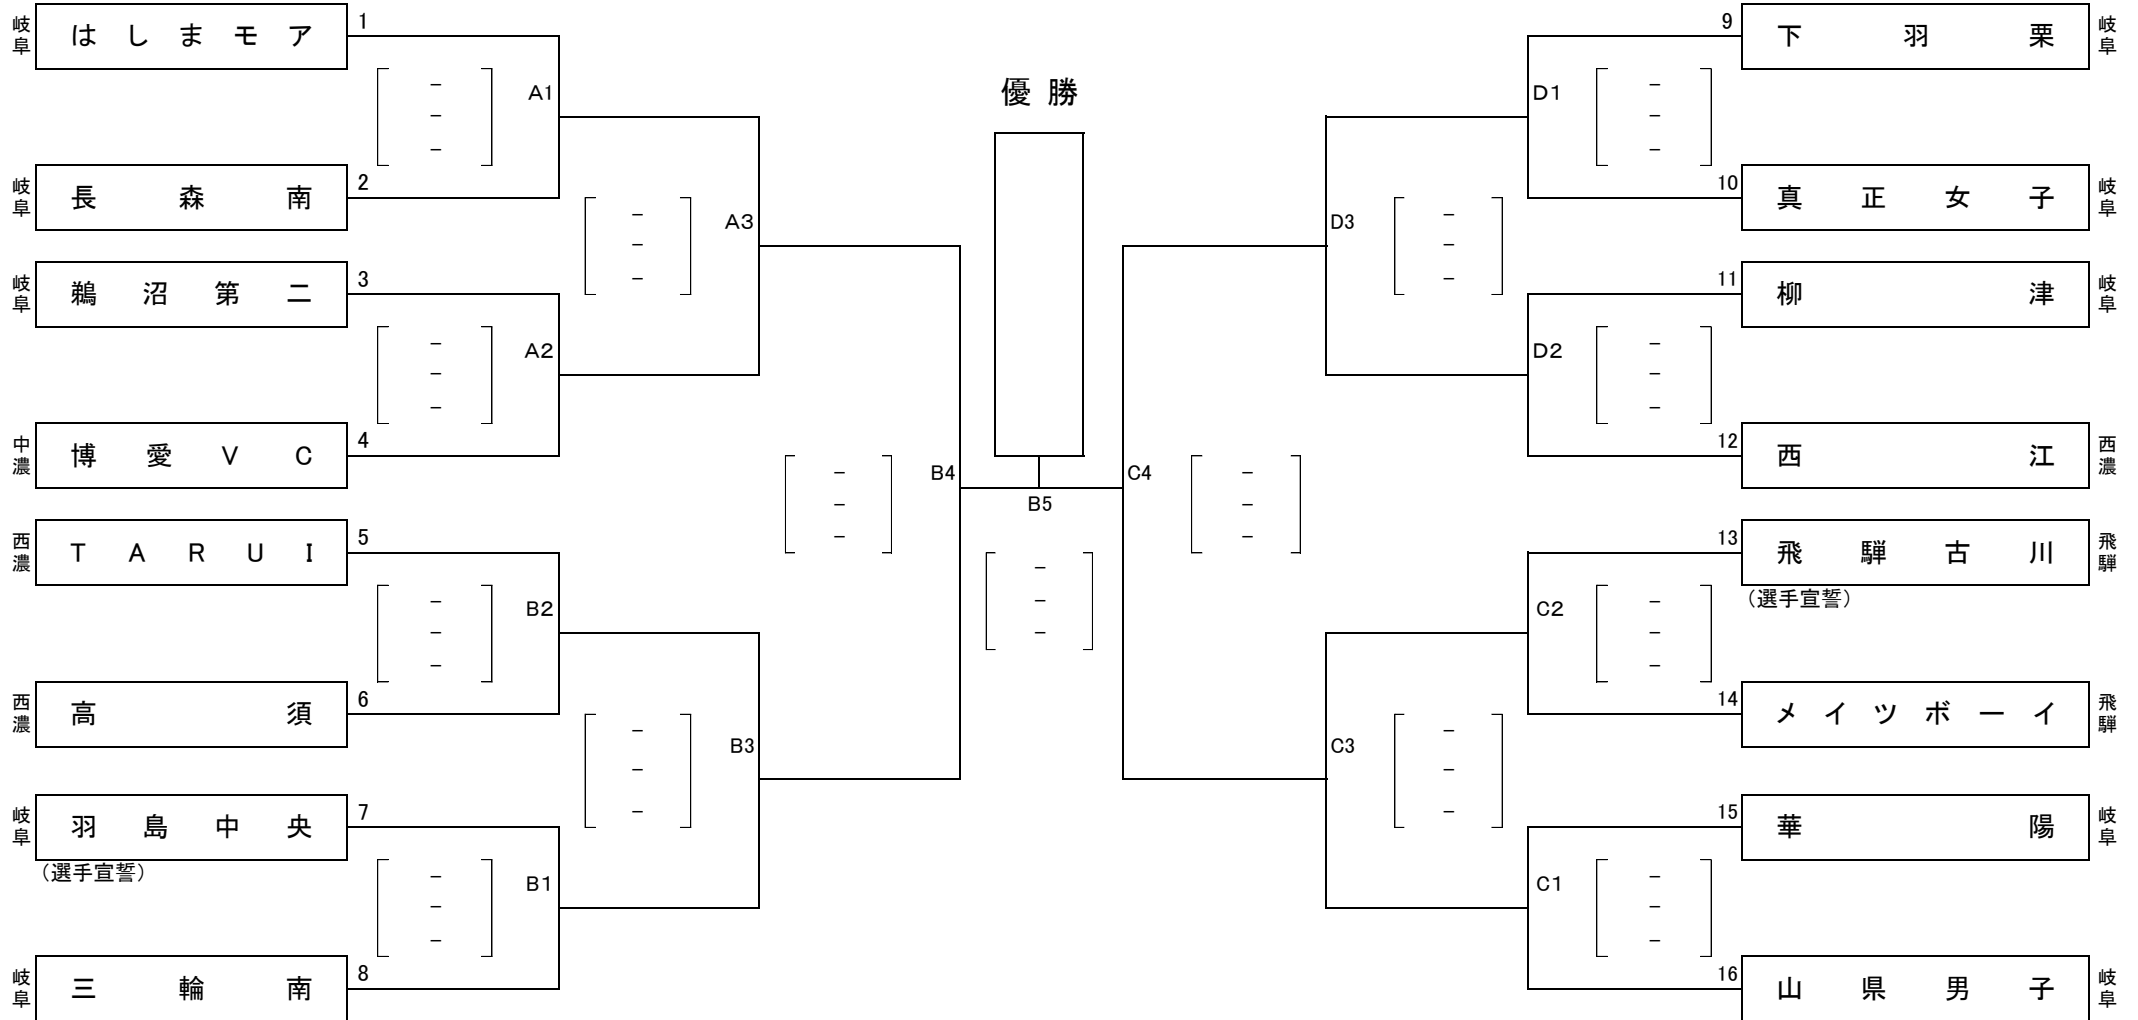 優勝
岐阜 はしまモア 1
A1
岐阜 長森南 2
A3
岐阜 鵜沼第二 3
A2
中濃 博愛VC 4
B4
西濃 TARUI 5
B2
西濃 高須 6
B3
岐阜 羽島中央 7
(選手宣誓)
B1
岐阜 三輪南 8
B5
9 下羽栗 岐阜
D1
10 真正女子 岐阜
D3
11 柳津 岐阜
D2
12 西江 西濃
C4
13 飛騨古川 飛騨
(選手宣誓)
C2
14 メイツボーイ 飛騨
C3
15 華陽 岐阜
C1
16 山県男子 岐阜